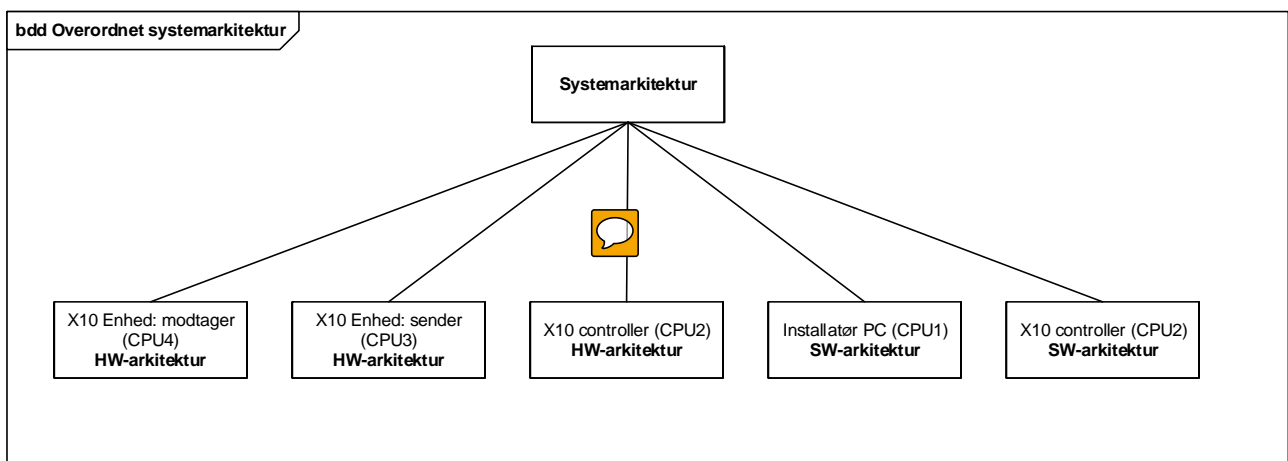 bdd Overordnet systemarkitektur
Systemarkitektur
X10 Enhed: modtager
(CPU4)
HW-arkitektur
X10 Enhed: sender
(CPU3)
HW-arkitektur
X10 controller (CPU2)
HW-arkitektur
Installatør PC (CPU1)
SW-arkitektur
X10 controller (CPU2)
SW-arkitektur